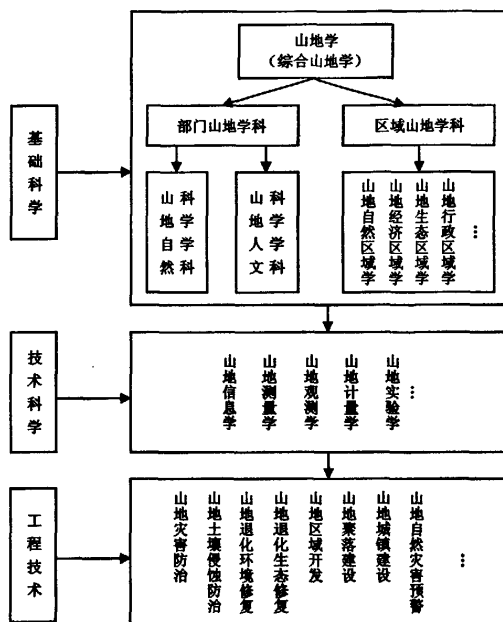 山地学
(综合山地学)
基础科学
部门山地学科
区域山地学科
山地自然
科学学科
山地人文
科学学科
山地自然区域学
山地经济区域学
山地生态区域学
山地行政区域学
…
技术科学
山地信息学
山地测量学
山地观测学
山地计量学
山地实验学
…
工程技术
山地灾害防治
山地土壤侵蚀防治
山地退化环境修复
山地退化生态修复
山地区域开发
山地聚落建设
山地城镇建设
山地自然灾害预警
…